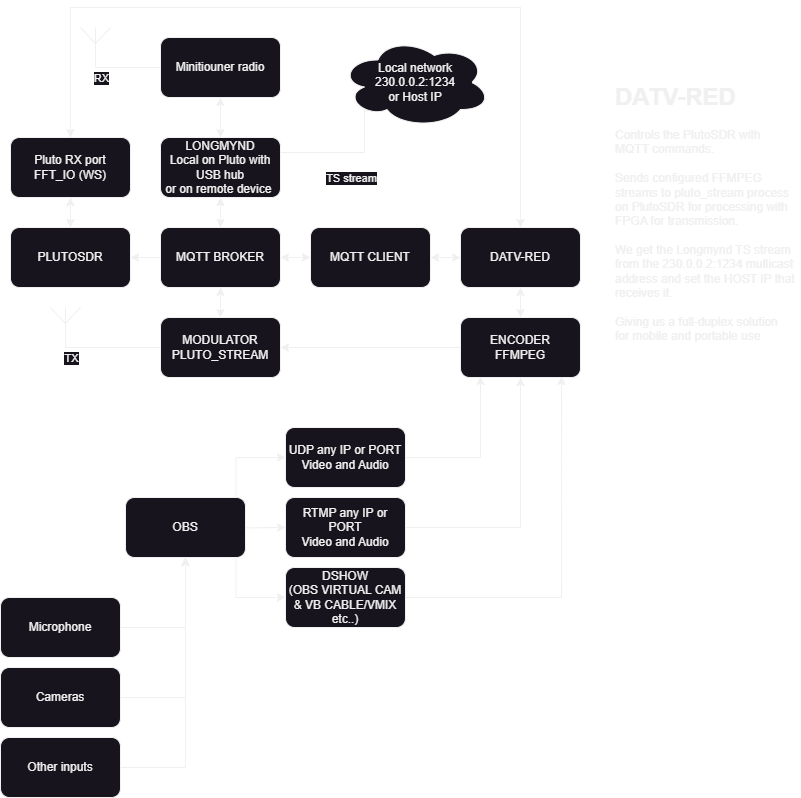 Minitiouner radio
RX
Local network
230.0.0.2:1234
or Host IP
DATV-RED
Controls the PlutoSDR with
MQTT commands.
Sends configured FFMPEG
streams to pluto_stream process
on PlutoSDR for processing with
FPGA for transmission.
We get the Longmynd TS stream
from the 230.0.0.2:1234 multicast
address and set the HOST IP that
receives it.
Giving us a full-duplex solution
for mobile and portable use
Pluto RX port
FFT_IO (WS)
LONGMYND
Local on Pluto with
USB hub
or on remote device
TS stream
PLUTOSDR
MQTT BROKER
MQTT CLIENT
DATV-RED
TX
MODULATOR
PLUTO_STREAM
ENCODER
FFMPEG
UDP any IP or PORT
Video and Audio
OBS
RTMP any IP or
PORT
Video and Audio
DSHOW
(OBS VIRTUAL CAM
& VB CABLE/VMIX
etc..)
Microphone
Cameras
Other inputs